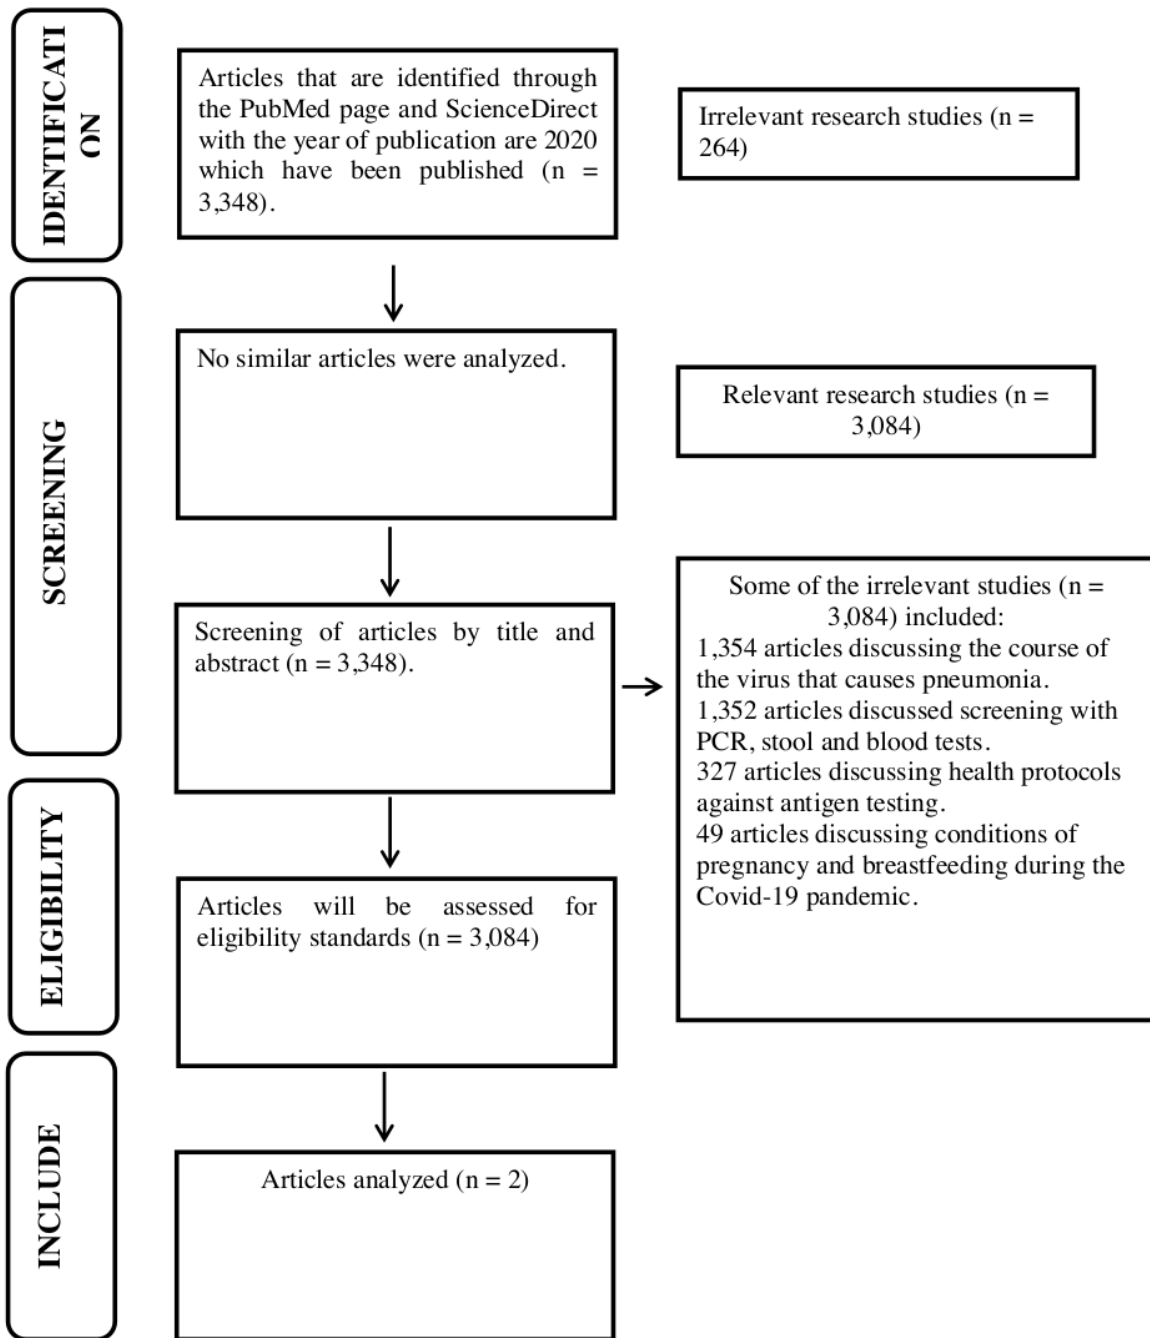 IDENTIFICATI
ON
Articles that are identified through
the PubMed page and ScienceDirect
with the year of publication are 2020
which have been published (n =
3,348).
Irrelevant research studies (n =
264)
SCREENING
No similar articles were analyzed.
Relevant research studies (n =
3,084)
Screening of articles by title and
abstract (n = 3,348).
Some of the irrelevant studies (n =
3,084) included:
1,354 articles discussing the course of
the virus that causes pneumonia.
1,352 articles discussed screening with
PCR, stool and blood tests.
327 articles discussing health protocols
against antigen testing.
49 articles discussing conditions of
pregnancy and breastfeeding during the
Covid-19 pandemic.
ELIGIBILITY
Articles will be assessed for
eligibility standards (n = 3,084)
INCLUDE
Articles analyzed (n = 2)